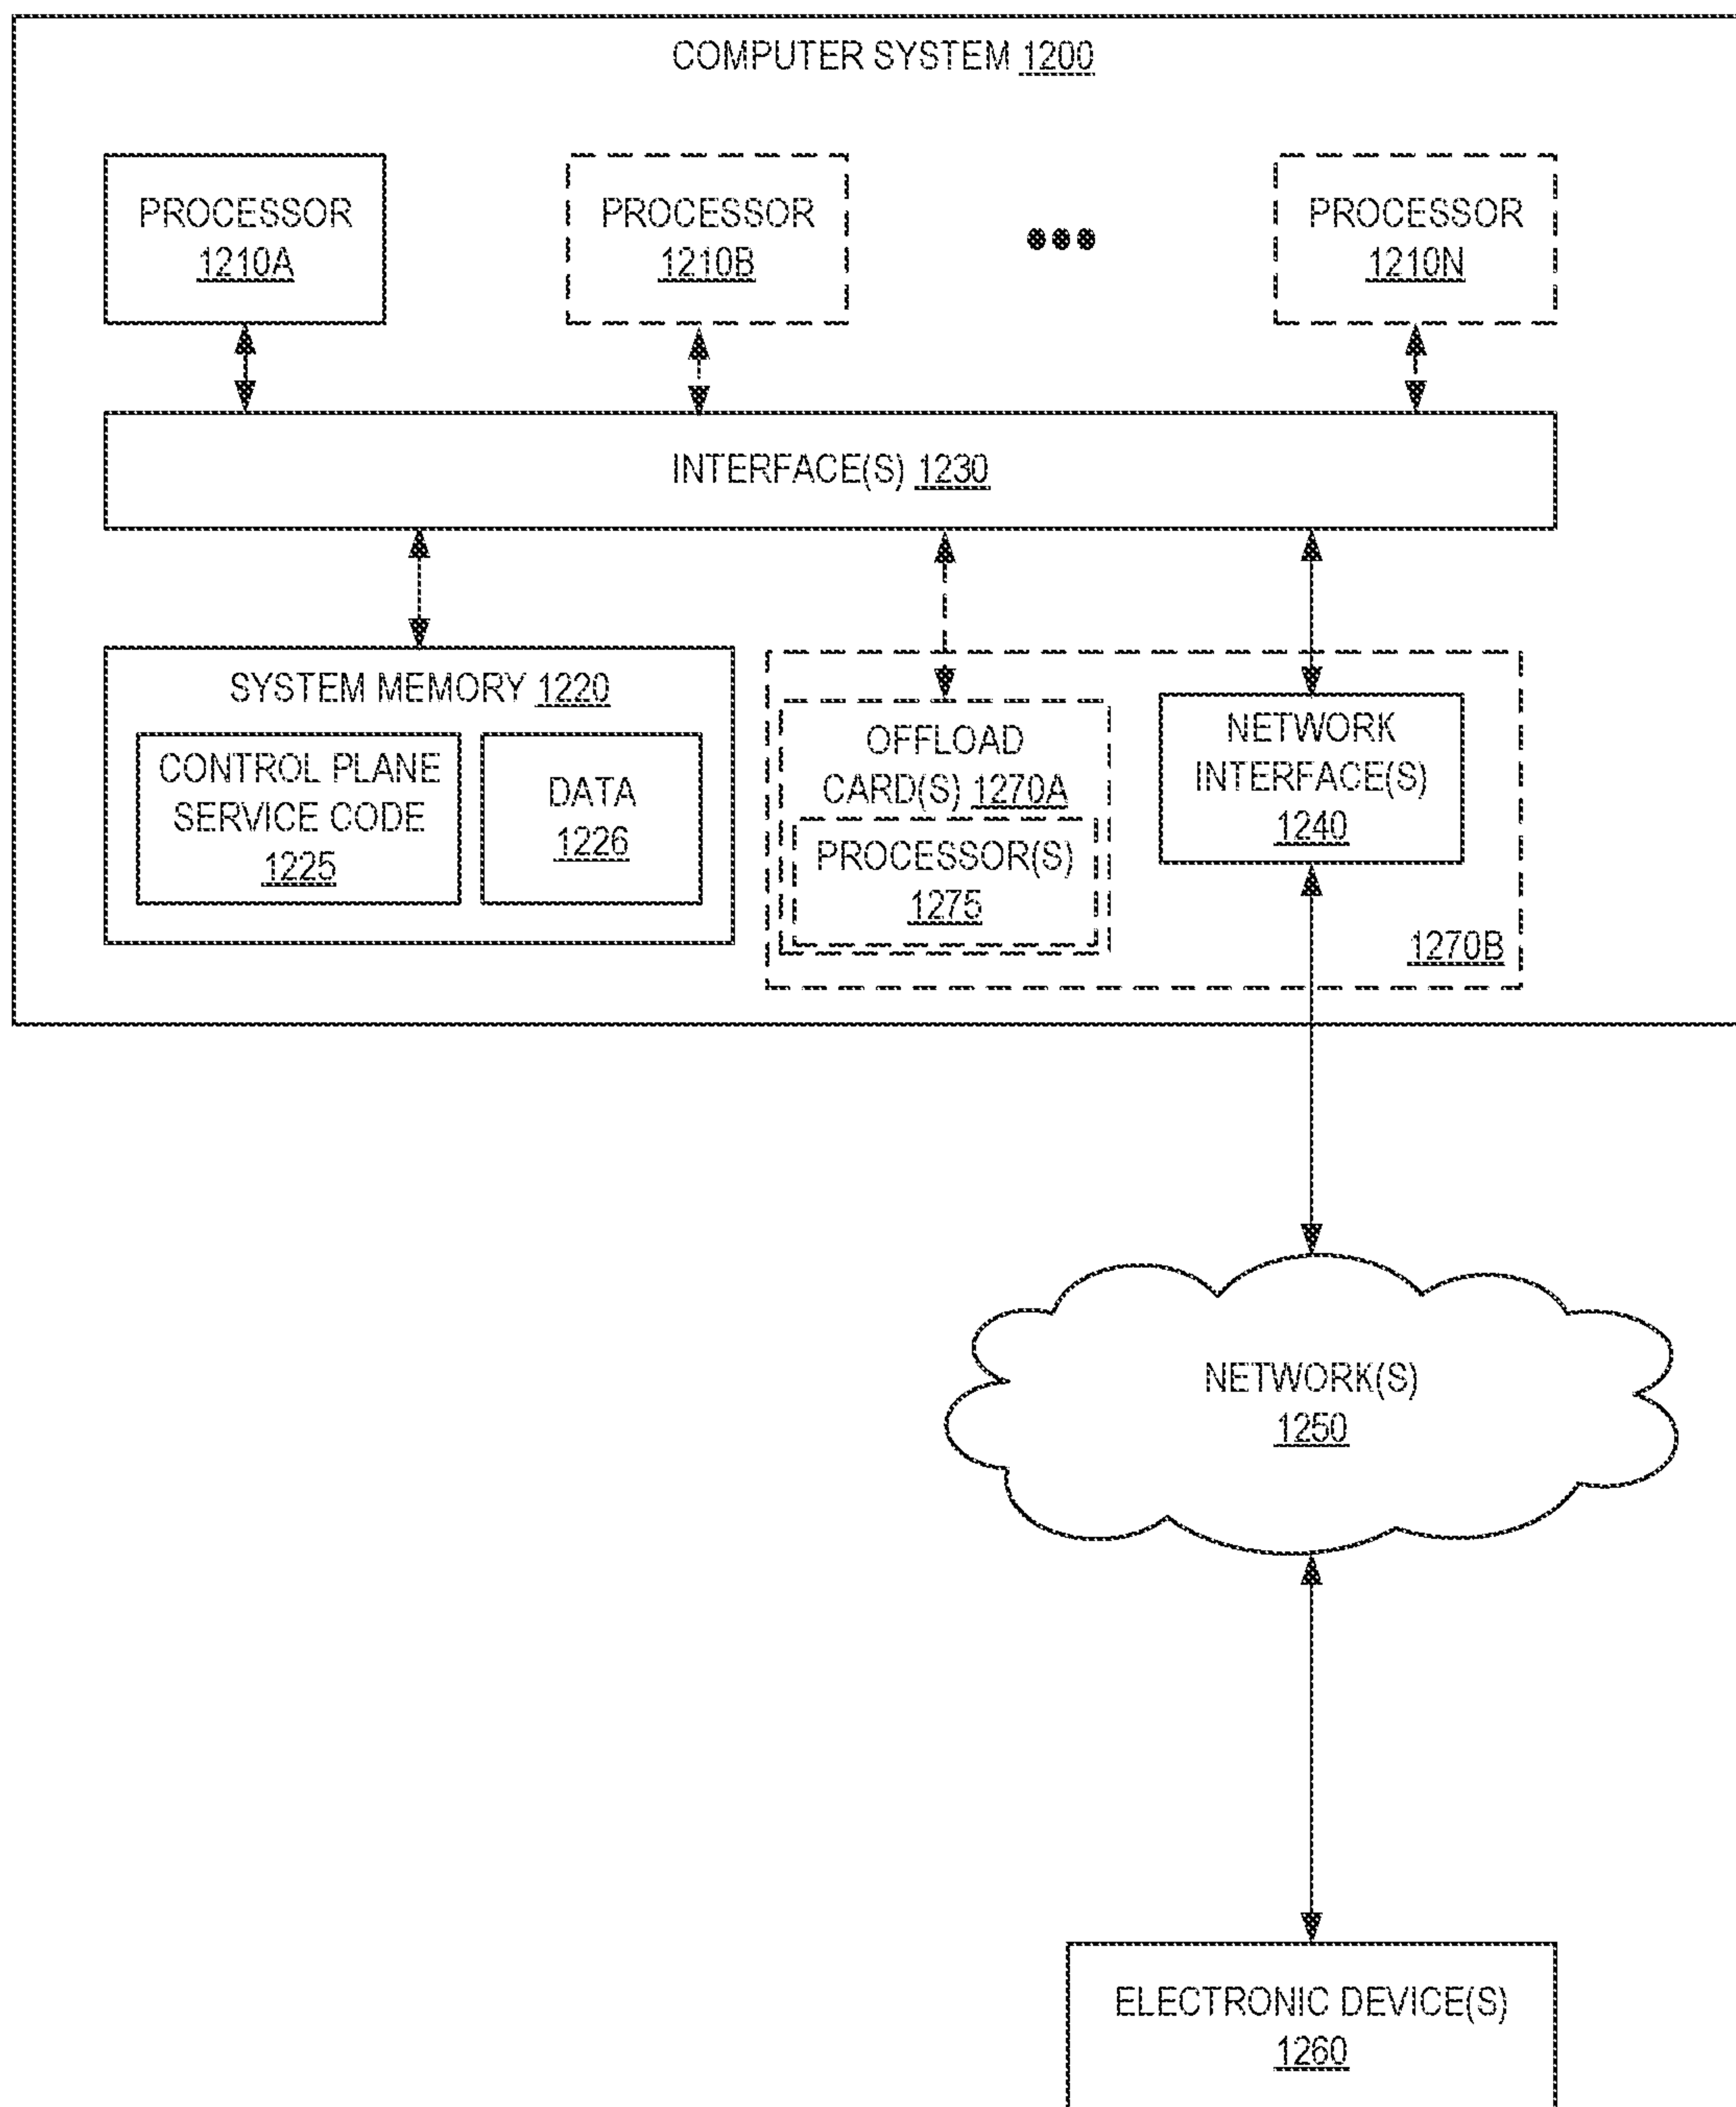 COMPUTER SYSTEM 1200
PROCESSOR
1210A
PROCESSOR
1210B
PROCESSOR
1210N
INTERFACE(S) 1230
SYSTEM MEMORY 1220
CONTROL PLANE
SERVICE CODE
1225
DATA
1226
OFFLOAD
CARD(S) 1270A
PROCESSOR(S)
1275
NETWORK
INTERFACE(S)
1240
1270B
NETWORK(S)
1250
ELECTRONIC DEVICE(S)
1260